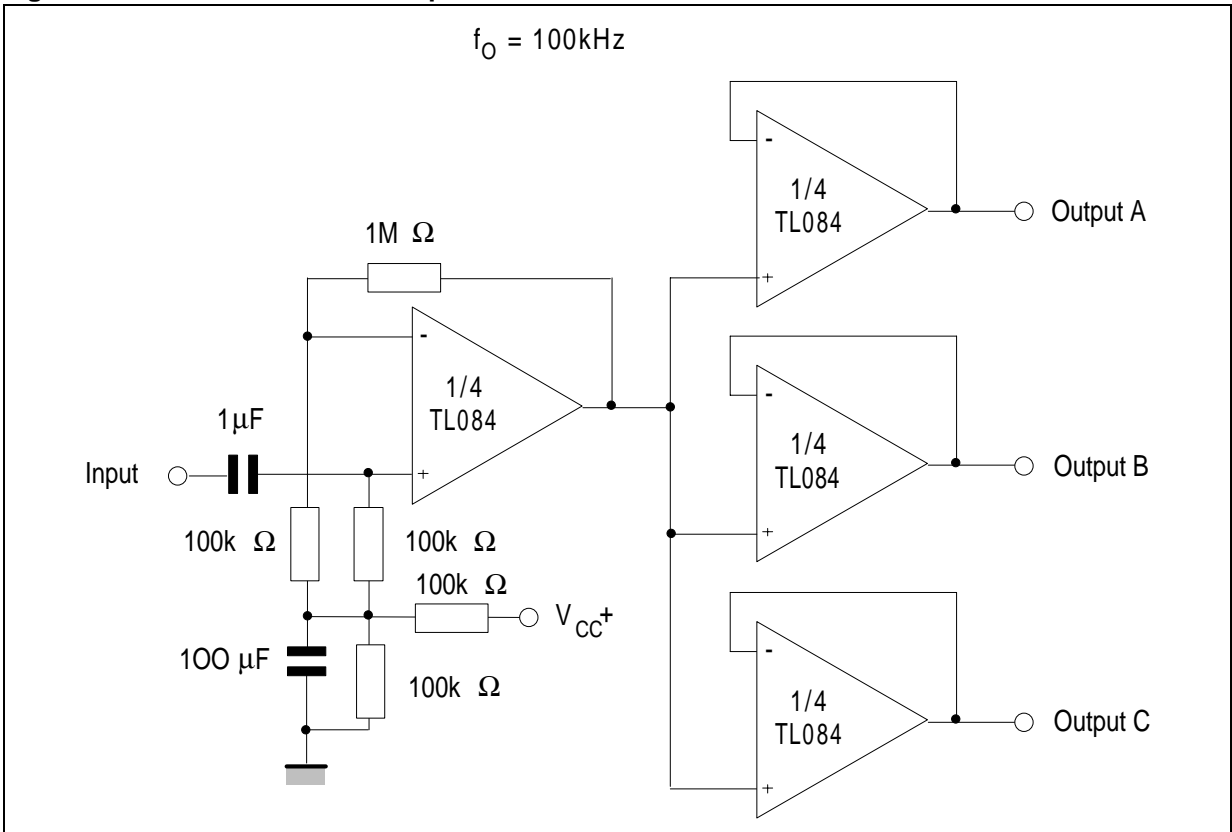 f_O = 100kHz
-
1/4
TL084
+
Output A
1M Ω
-
1/4
TL084
+
1µF
Input
-
1/4
TL084
+
Output B
100k Ω
100k Ω
100k Ω
V_CC+
1OO µF
100k Ω
-
1/4
TL084
+
Output C